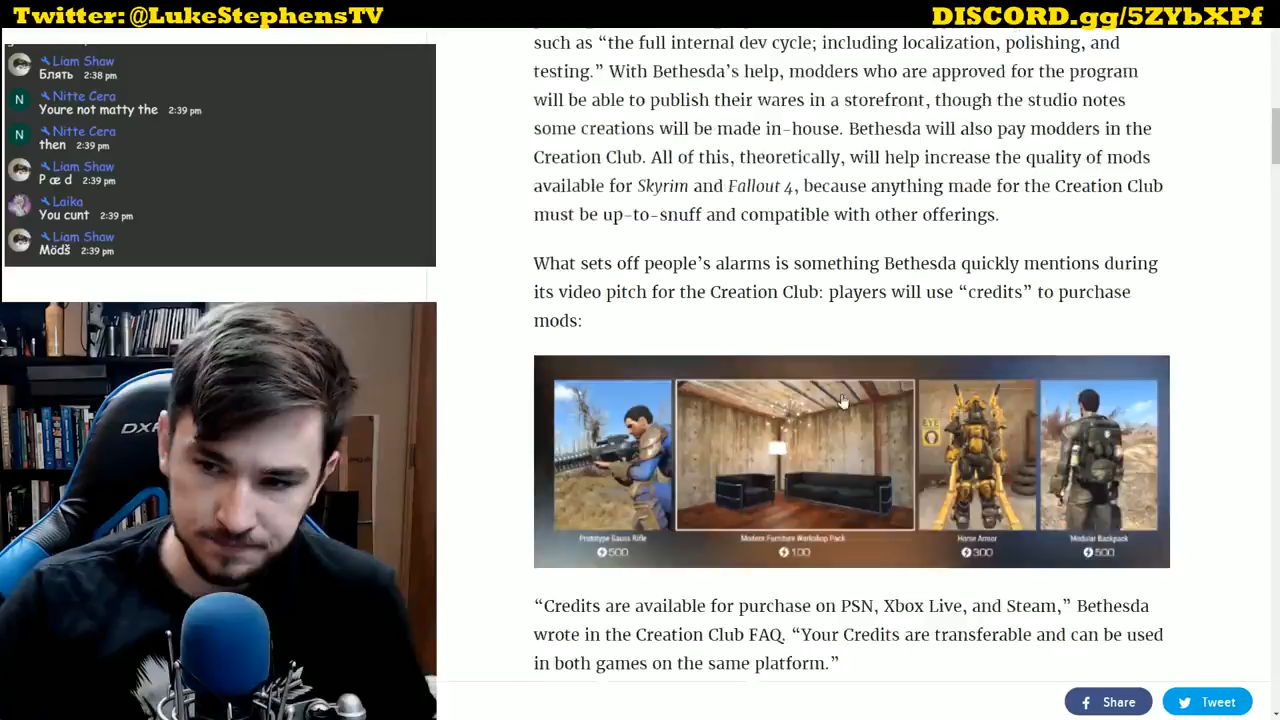 Twitter: @LukeStephensTV
DISCORD.gg/5ZYbXPf
Liam Shaw
Блять 2:38 pm
N Nitte Cera
Youre not matty the 2:39 pm
N Nitte Cera
then 2:39 pm
Liam Shaw
P œ d 2:39 pm
Laika
You cunt 2:39 pm
Liam Shaw
Mödš 2:39 pm
DXR
such as “the full internal dev cycle; including localization, polishing, and
testing.” With Bethesda’s help, modders who are approved for the program
will be able to publish their wares in a storefront, though the studio notes
some creations will be made in-house. Bethesda will also pay modders in the
Creation Club. All of this, theoretically, will help increase the quality of mods
available for Skyrim and Fallout 4, because anything made for the Creation Club
must be up-to-snuff and compatible with other offerings.
What sets off people’s alarms is something Bethesda quickly mentions during
its video pitch for the Creation Club: players will use “credits” to purchase
mods:
Prototype Gauss Rifle
500
Modern Furniture Workshop Pack
100
Horse Armor
300
Modular Backpack
500
“Credits are available for purchase on PSN, Xbox Live, and Steam,” Bethesda
wrote in the Creation Club FAQ. “Your Credits are transferable and can be used
in both games on the same platform.”
Share
Tweet